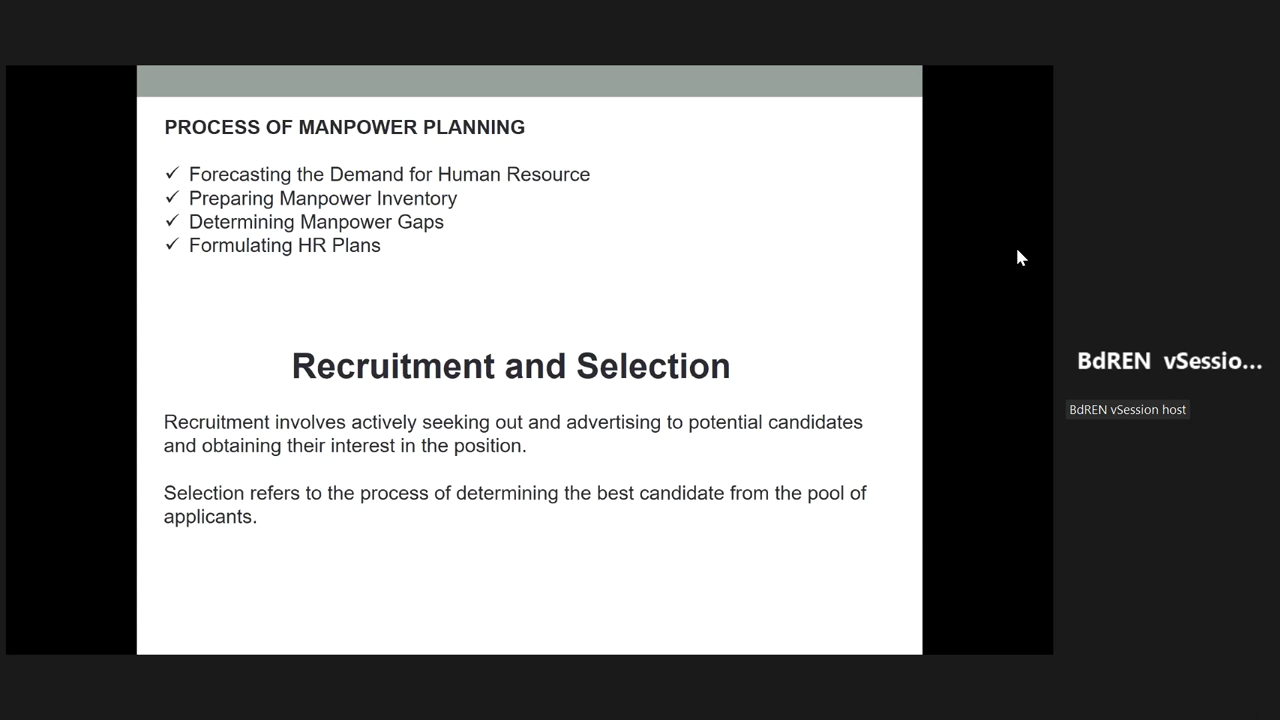 PROCESS OF MANPOWER PLANNING
✓ Forecasting the Demand for Human Resource
✓ Preparing Manpower Inventory
✓ Determining Manpower Gaps
✓ Formulating HR Plans
Recruitment and Selection
Recruitment involves actively seeking out and advertising to potential candidates
and obtaining their interest in the position.
Selection refers to the process of determining the best candidate from the pool of
applicants.
BdREN vSessio...
BdREN vSession host